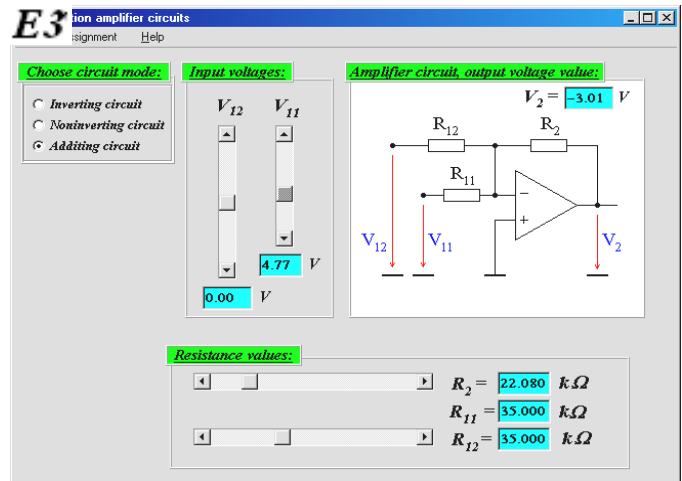 E3
tion amplifier circuits
signment Help
Choose circuit mode:
Inverting circuit
Noninverting circuit
Additing circuit
Input voltages:
V12 V11
4.77 V
0.00 V
Amplifier circuit, output voltage value:
V2 = -3.01 V
R12 R2
R11
- 
+
V12 V11 V2
Resistance values:
R2 = 22.080 kΩ
R11 = 35.000
R12 = 35.000 kΩ